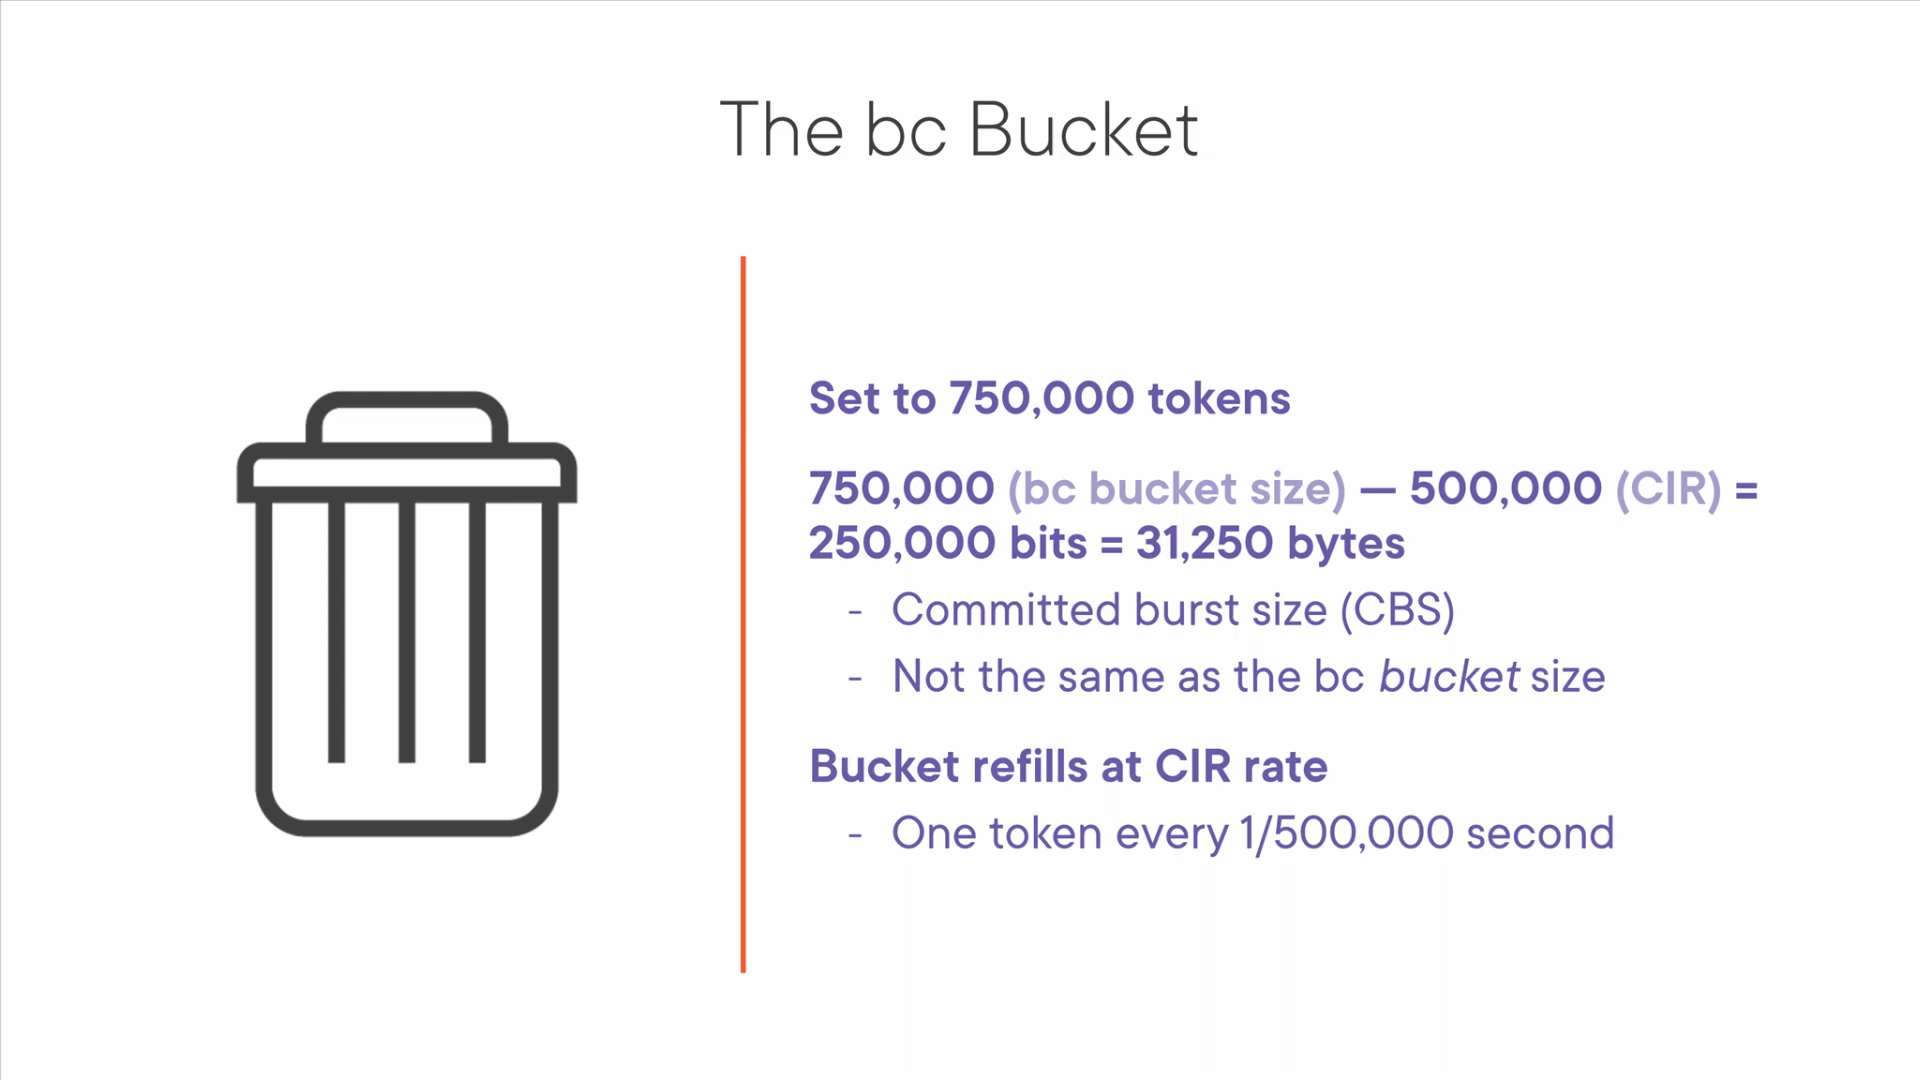 The bc Bucket
Set to 750,000 tokens
750,000 (bc bucket size) — 500,000 (CIR) =
250,000 bits = 31,250 bytes
- Committed burst size (CBS)
- Not the same as the bc bucket size
Bucket refills at CIR rate
- One token every 1/500,000 second